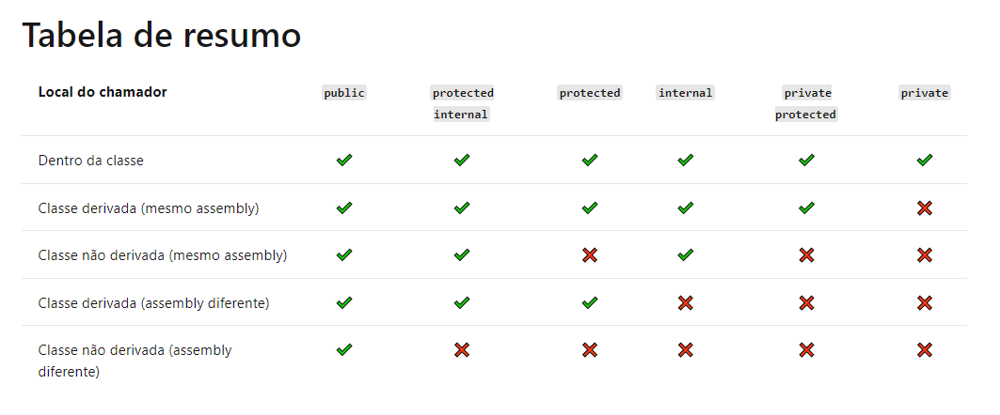 Tabela de resumo
Local do chamador public protected internal protected internal private protected private
Dentro da classe
Classe derivada (mesmo assembly)
Classe não derivada (mesmo assembly)
Classe derivada (assembly diferente)
Classe não derivada (assembly
diferente)